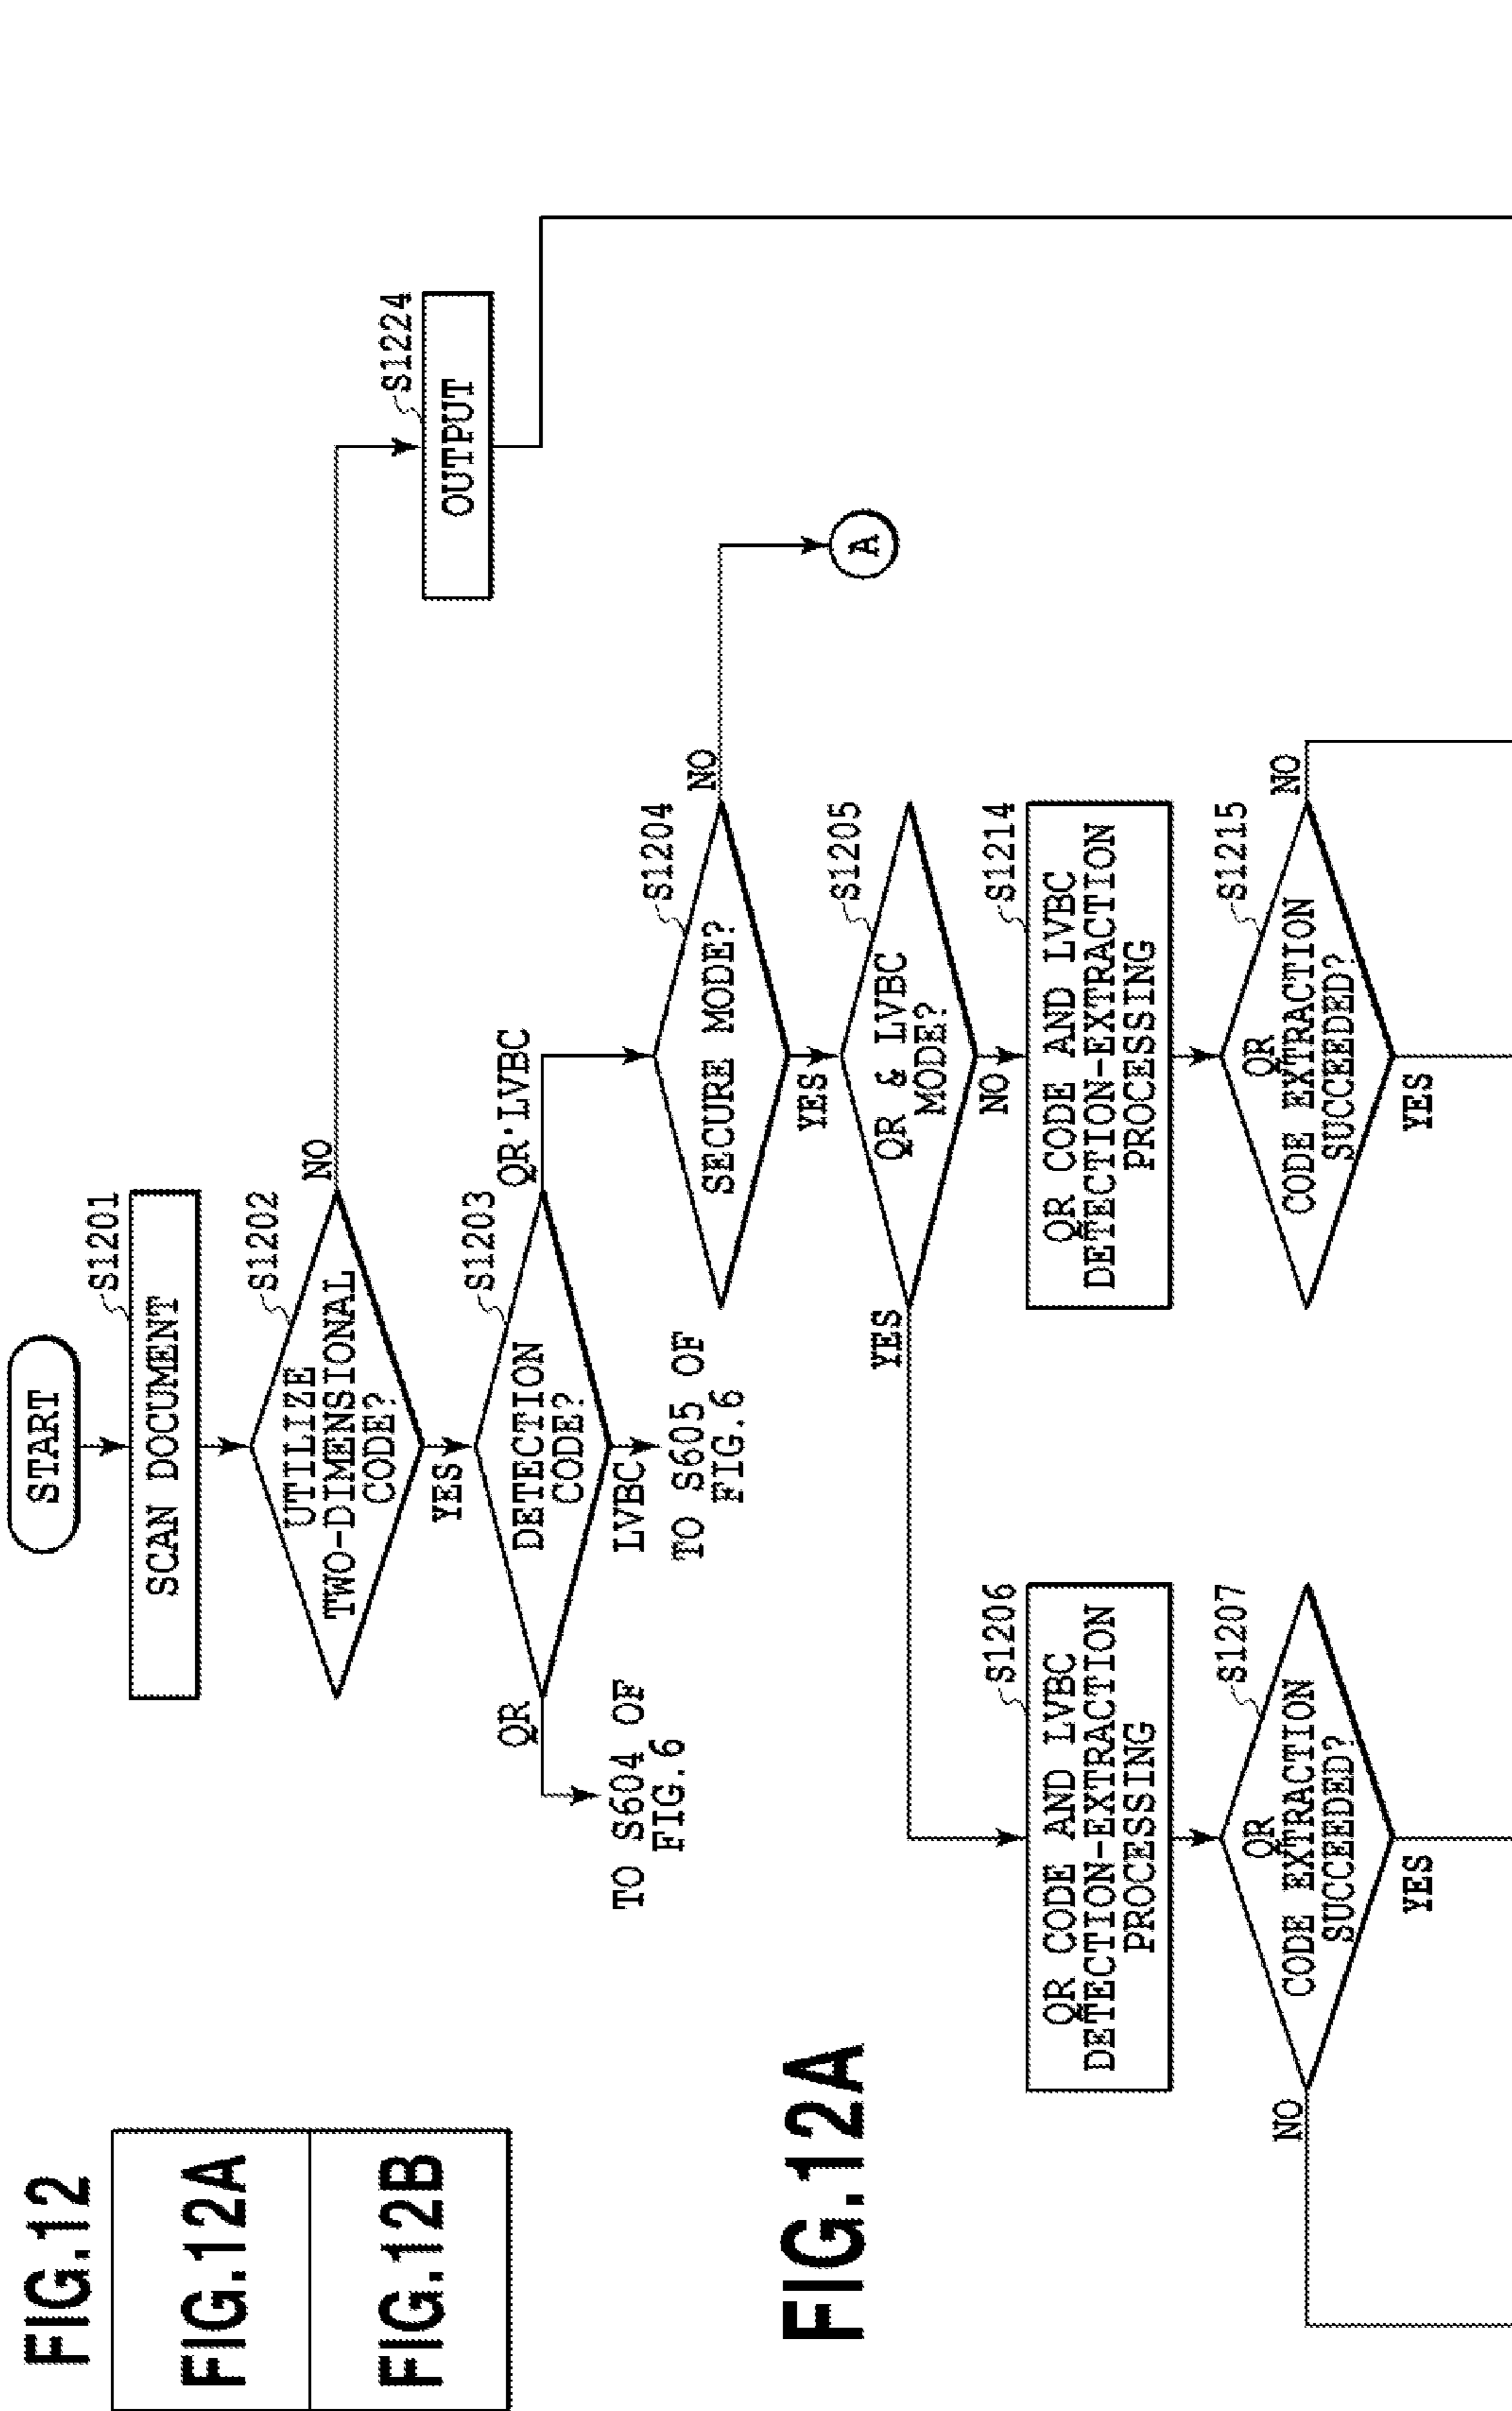 FIG.12
FIG.12A
FIG.12B
FIG.12A
START
S1201
SCAN DOCUMENT
S1202
UTILIZE
TWO-DIMENSIONAL
CODE?
NO
YES
S1224
OUTPUT
S1203
DETECTION
CODE?
QR
LVBC
QR·LVBC
TO S604 OF
FIG.6
TO S605 OF
FIG.6
S1204
SECURE MODE?
NO
A
YES
S1205
QR & LVBC
MODE?
YES
NO
S1206
QR CODE AND LVBC
DETECTION-EXTRACTION
PROCESSING
S1214
QR CODE AND LVBC
DETECTION-EXTRACTION
PROCESSING
S1207
QR
CODE EXTRACTION
SUCCEEDED?
NO
YES
S1215
QR
CODE EXTRACTION
SUCCEEDED?
NO
YES